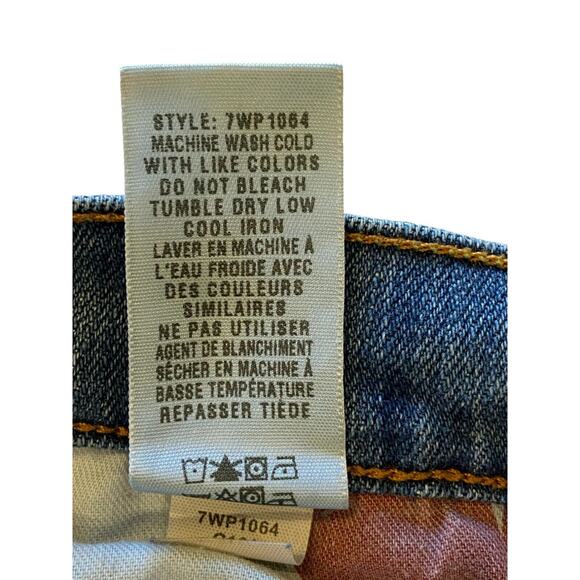 STYLE: 7WP1064
MACHINE WASH COLD
WITH LIKE COLORS
DO NOT BLEACH
TUMBLE DRY LOW
COOL IRON
LAVER EN MACHINE À
L'EAU FROIDE AVEC
DES COULEURS
SIMILAIRES
NE PAS UTILISER
AGENT DE BLANCHIMENT
SÉCHER EN MACHINE À
BASSE TEMPÉRATURE
REPASSER TIÈDE
7WP1064